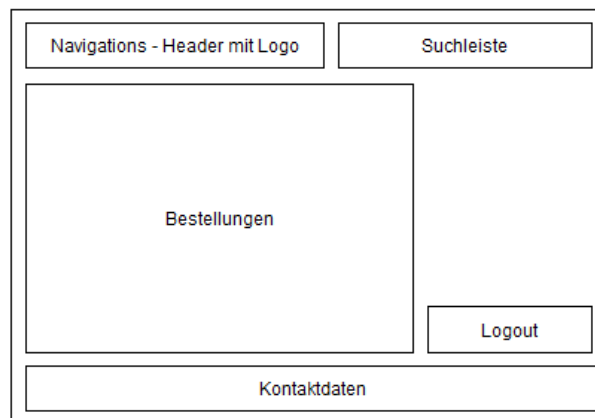 Navigations - Header mit Logo
Suchleiste
Bestellungen
Logout
Kontaktdaten